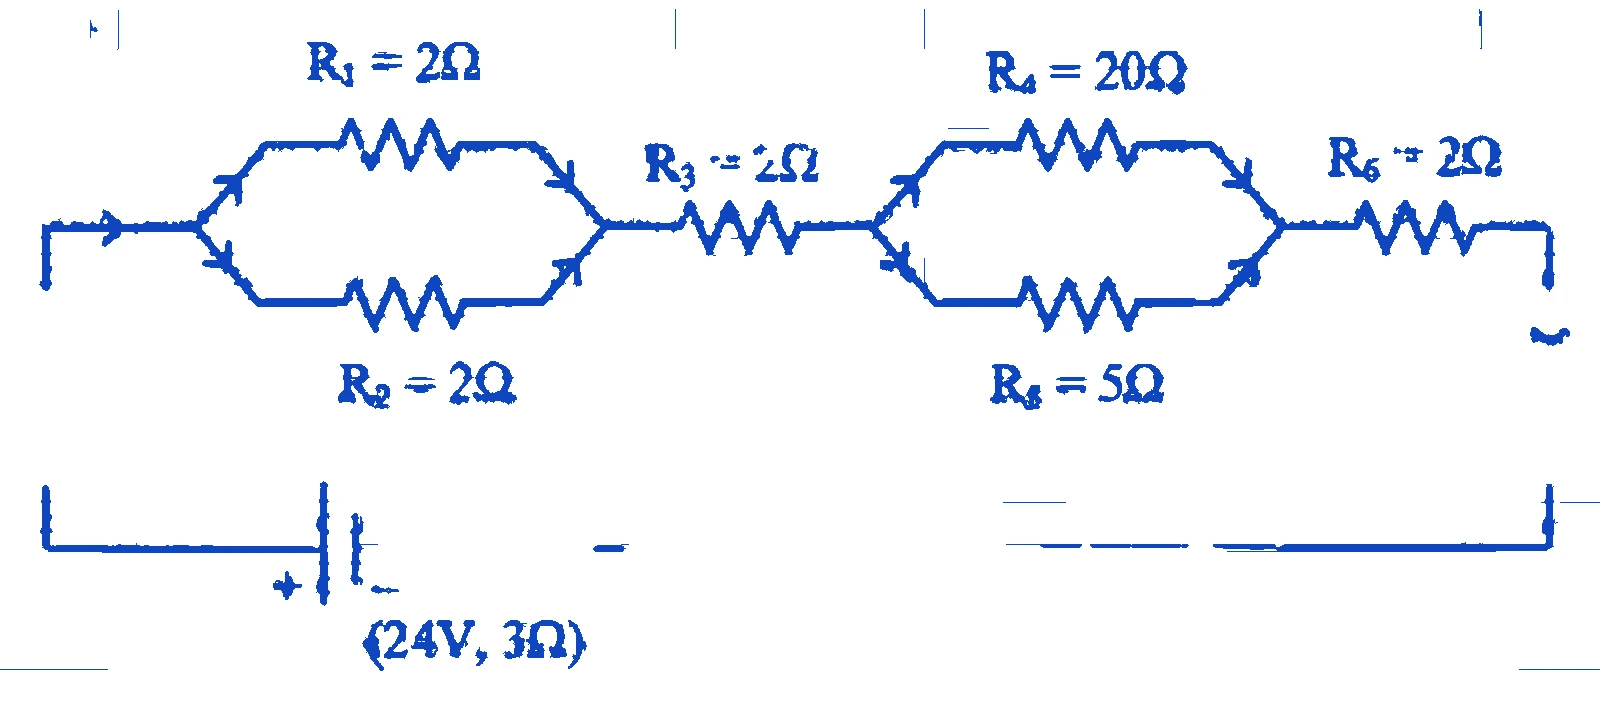 R₁ = 2Ω
R₄ = 20Ω
R₃ = 2Ω
R₆ = 2Ω
R₂ = 2Ω
R₅ = 5Ω
+
−
(24V, 3Ω)